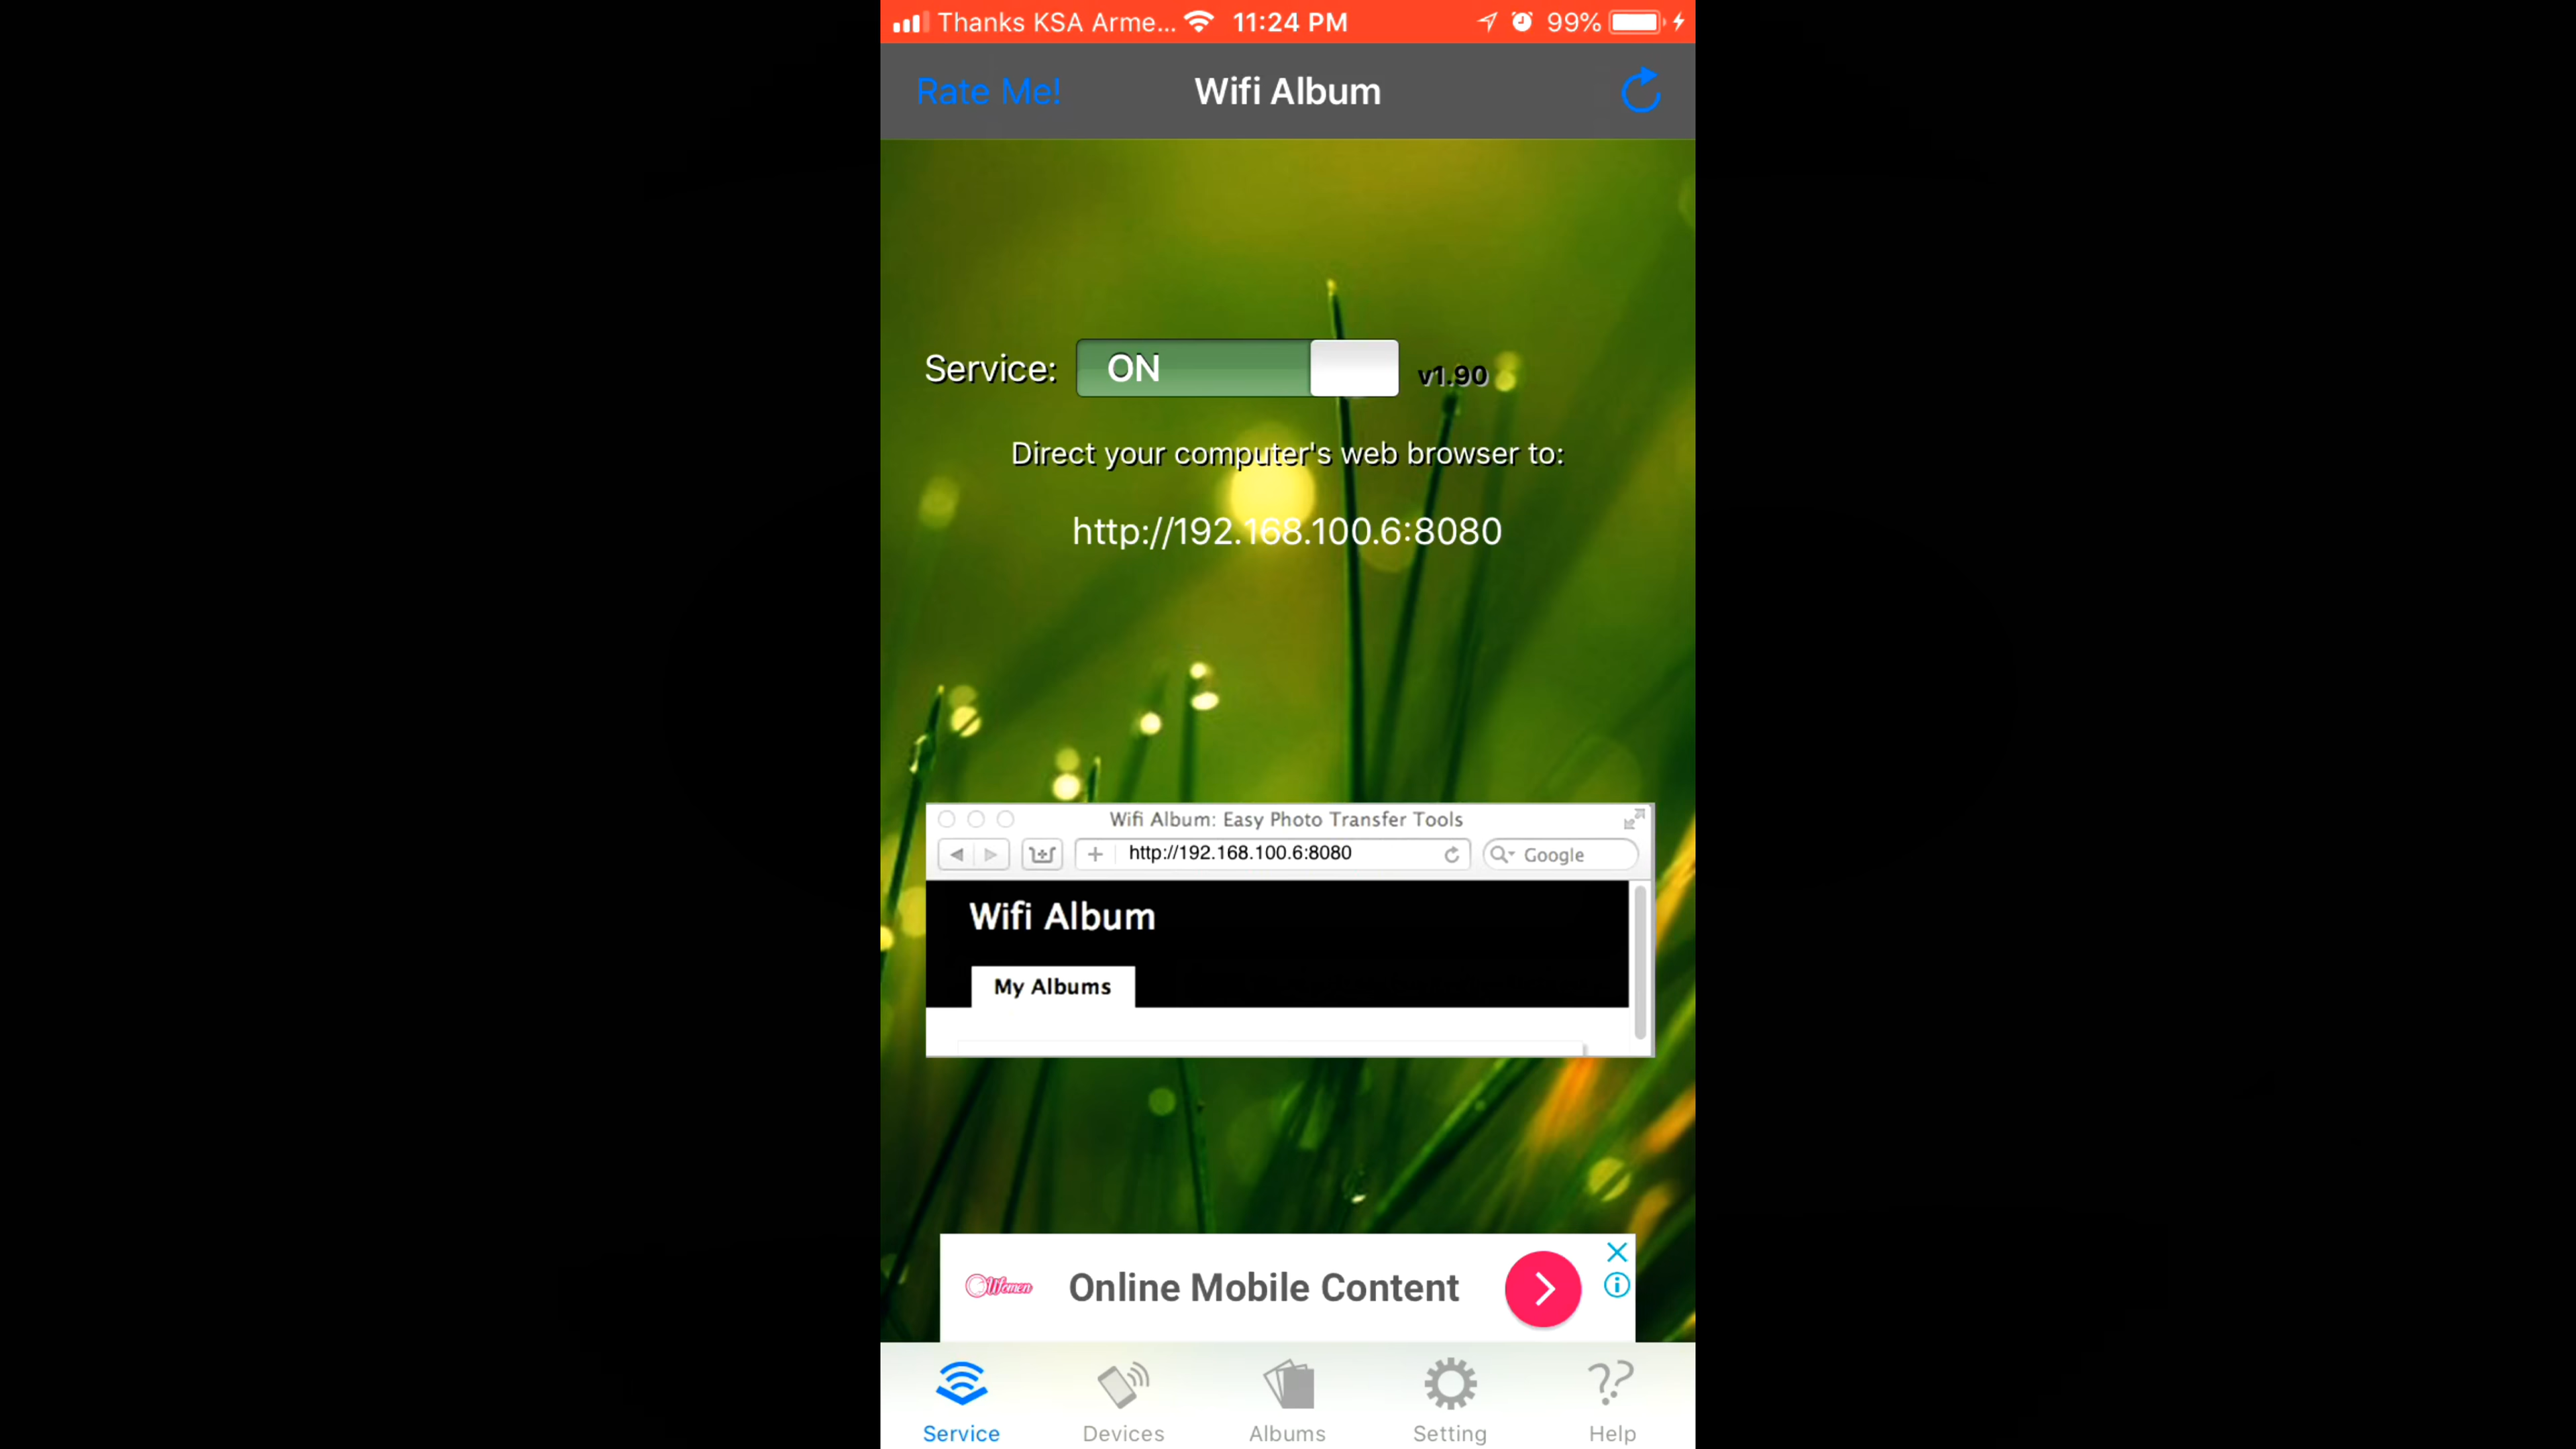 Thanks KSA Arme... 11:24 PM 99%
Rate Me! Wifi Album
Service: ON v1.90
Direct your computer's web browser to:
http://192.168.100.6:8080
Wifi Album: Easy Photo Transfer Tools
http://192.168.100.6:8080 Google
Wifi Album
My Albums
Women Online Mobile Content
Service Devices Albums Setting Help